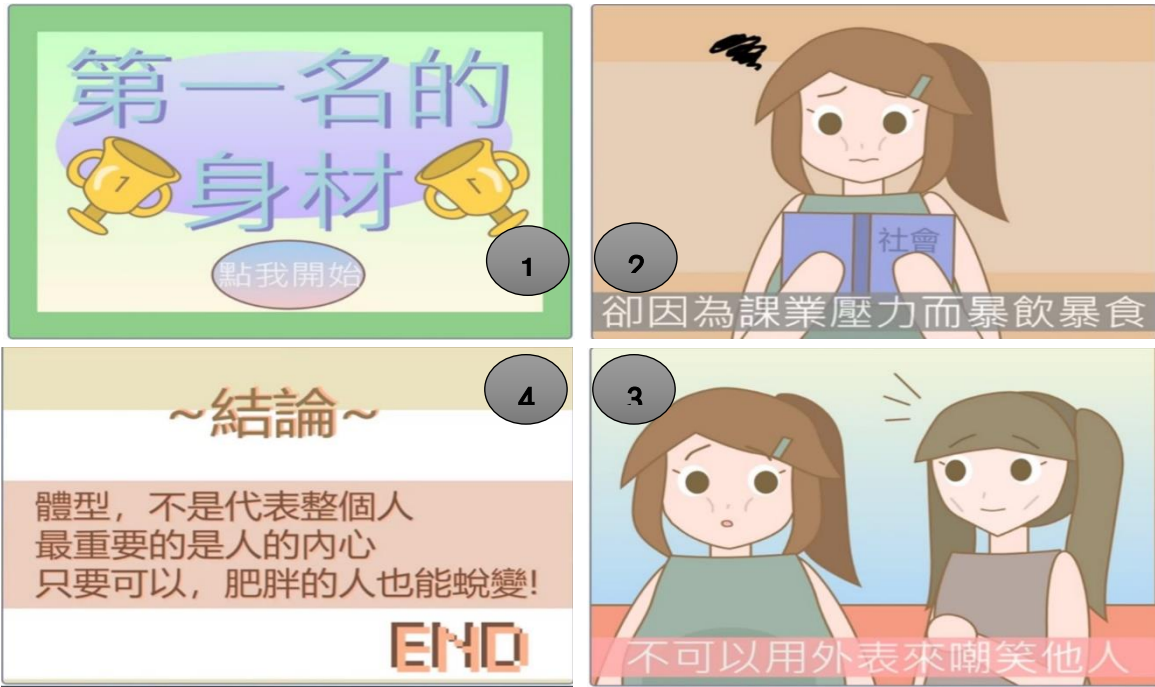 第一名的
身材
點我開始
1
2
社會
卻因為課業壓力而暴飲暴食
3
不可以用外表來嘲笑他人
4
~結論~
體型，不是代表整個人
最重要的是人的內心
只要可以，肥胖的人也能蛻變!
END